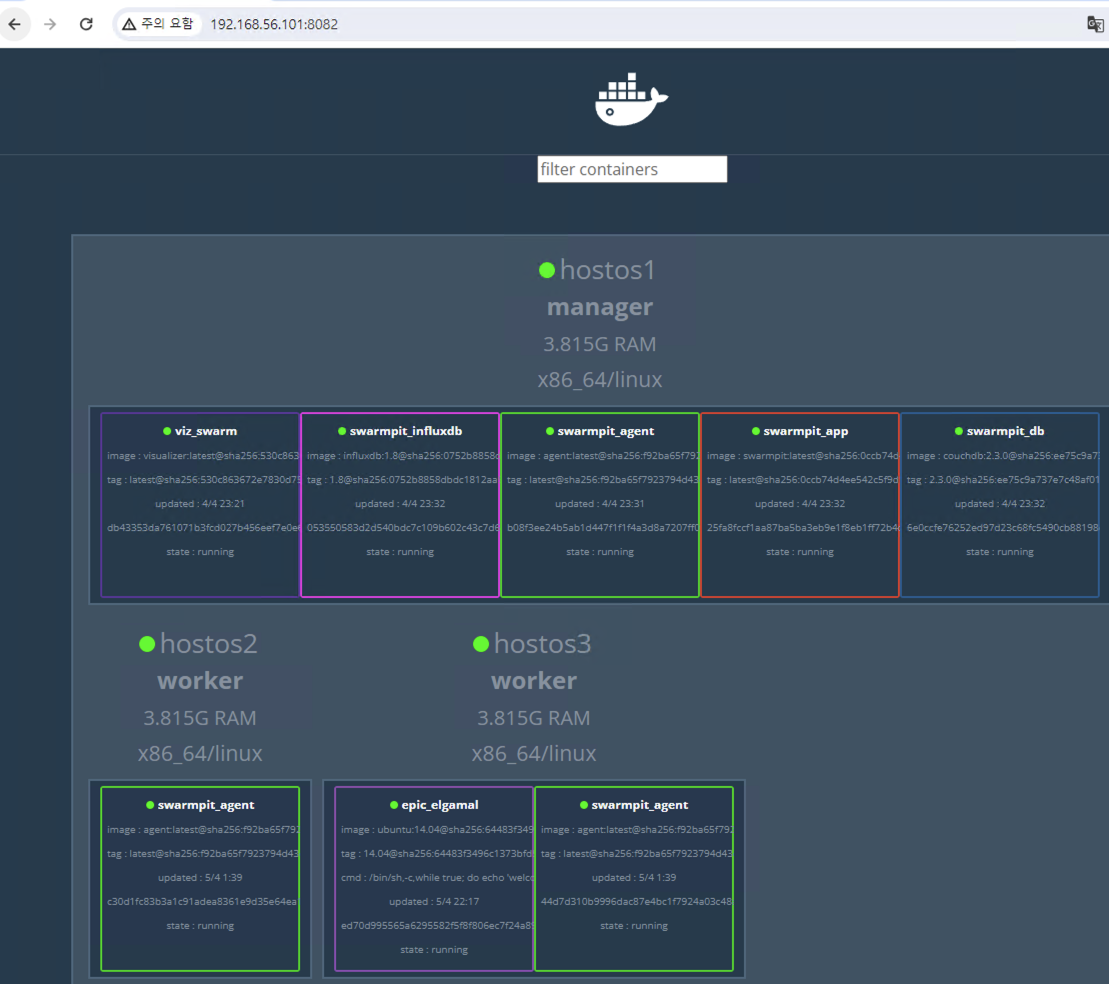 주의 요함 192.168.56.101:8082
filter containers
hostos1
manager
3.815G RAM
x86_64/linux
viz_swarm
image : visualizer:latest@sha256:530c863
tag : latest@sha256:530c863672e7830d75
updated : 4/4 23:21
db43353da761071b3fcd027b456eef7e0e6
state : running
swarmpit_influxdb
image : influxdb:1.8@sha256:0752b8858d
tag : 1.8@sha256:0752b8858dbdc1812aa
updated : 4/4 23:32
053550583d2d540bdc7c109b602c43c7d6
state : running
swarmpit_agent
image : agent:latest@sha256:f92ba65f792
tag : latest@sha256:f92ba65f7923794d43
updated : 4/4 23:31
b08f3ee24b5ab1d447f1f1f4a3d8a7207ff0
state : running
swarmpit_app
image : swarmpit:latest@sha256:0ccb74d
tag : latest@sha256:0ccb74d4ee542c5f9d
updated : 4/4 23:32
25fa8fccf1aa87ba5ba3eb9e1f8eb1ff72b4
state : running
swarmpit_db
image : couchdb:2.3.0@sha256:ee75c9a7
tag : 2.3.0@sha256:ee75c9a737e7c48af01
updated : 4/4 23:32
6e0ccfe76252ed97d23c68fc5490cb88198
state : running
hostos2
worker
3.815G RAM
x86_64/linux
hostos3
worker
3.815G RAM
x86_64/linux
swarmpit_agent
image : agent:latest@sha256:f92ba65f792
tag : latest@sha256:f92ba65f7923794d43
updated : 5/4 1:39
c30d1fc83b3a1c91adea8361e9d35e64ea
state : running
epic_elgamal
image : ubuntu:14.04@sha256:64483f349
tag : 14.04@sha256:64483f3496c1373bfd
cmd : /bin/sh,-c,while true; do echo 'welco
updated : 5/4 22:17
ed70d995565a6295582f5f8f806ec7f24a89
state : running
swarmpit_agent
image : agent:latest@sha256:f92ba65f792
tag : latest@sha256:f92ba65f7923794d43
updated : 5/4 1:39
44d7d310b9996dac87e4bc1f7924a03c48
state : running